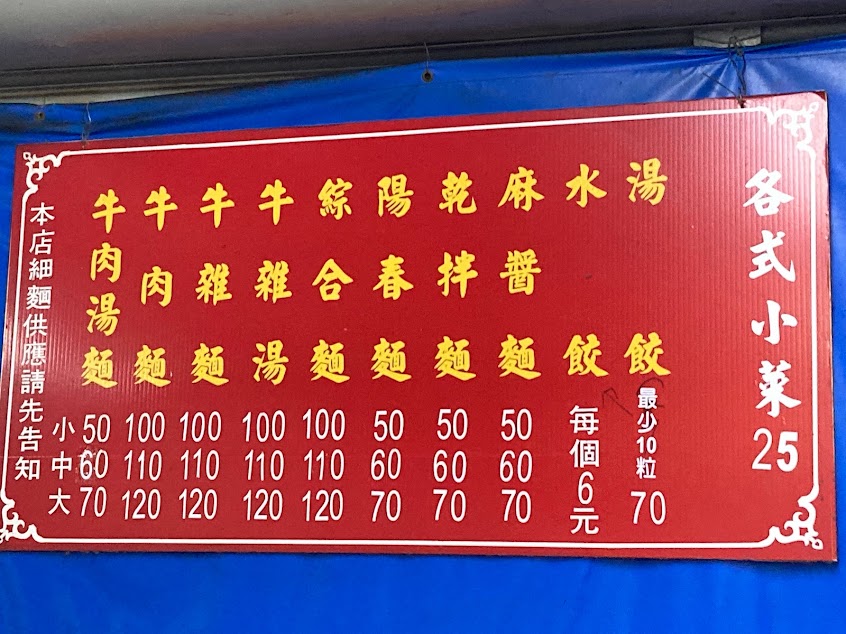 各式小菜25
湯餃 最少10粒 70
水餃 每個6元
麻醬麵 50 60 70
乾拌麵 50 60 70
陽春麵 50 60 70
綜合麵 100 110 120
牛雜湯 100 110 120
牛雜麵 100 110 120
牛肉麵 100 110 120
牛肉湯麵 50 60 70
小 中 大
本店細麵供應請先告知